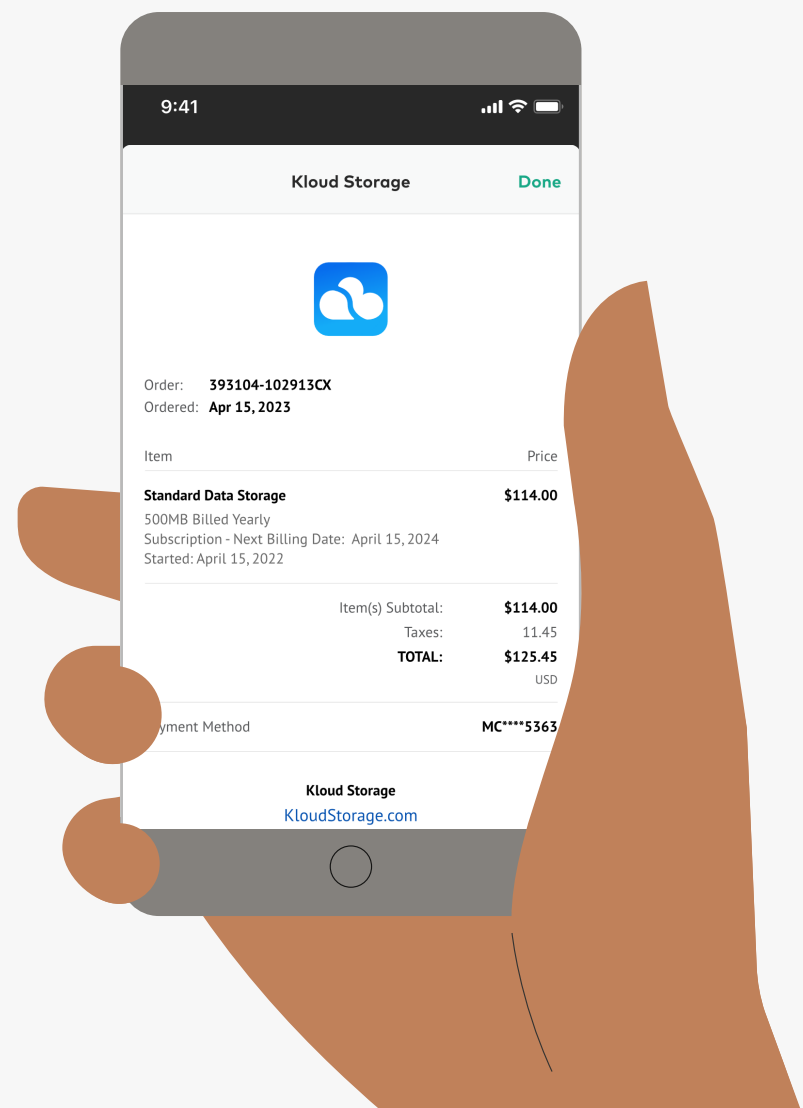 9:41
Kloud Storage Done
Order: 393104-102913CX
Ordered: Apr 15, 2023
Item Price
Standard Data Storage $114.00
500MB Billed Yearly
Subscription - Next Billing Date: April 15, 2024
Started: April 15, 2022
Item(s) Subtotal: $114.00
Taxes: 11.45
TOTAL: $125.45
USD
yment Method MC****5363
Kloud Storage
KloudStorage.com